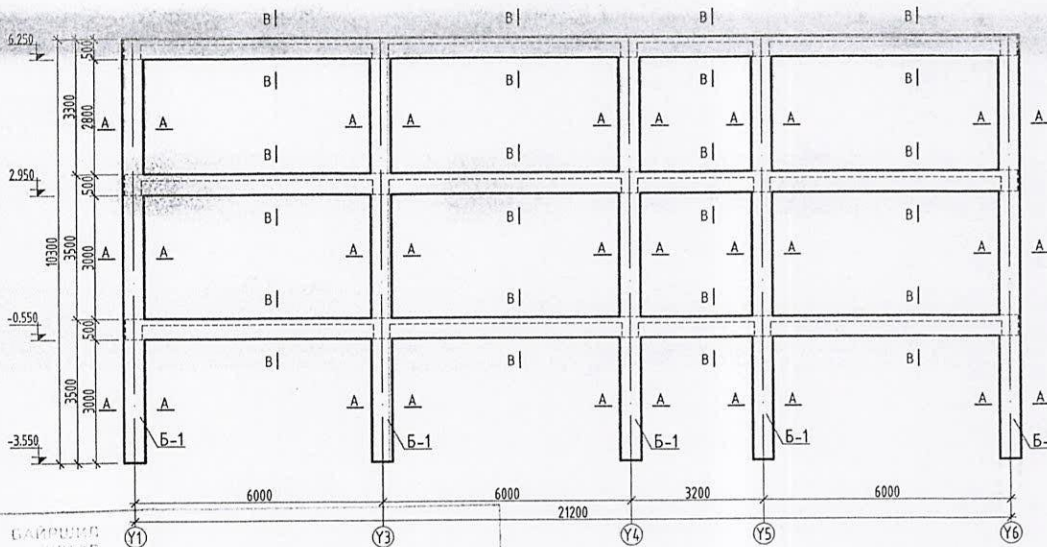 B B B B
6.250
500
B B B B
3300 2800
A A A A A A A A
B B B B
2.950
500
B B B B
10300 3500 3000
A A A A A A A A
B B B B
-0.550
500
B B B B
3500 3000
A A A A A A A A
Б-1 Б-1 Б-1 Б-1 Б-
-3.550
6000 6000 3200 6000
21200
Y1 Y3 Y4 Y5 Y6